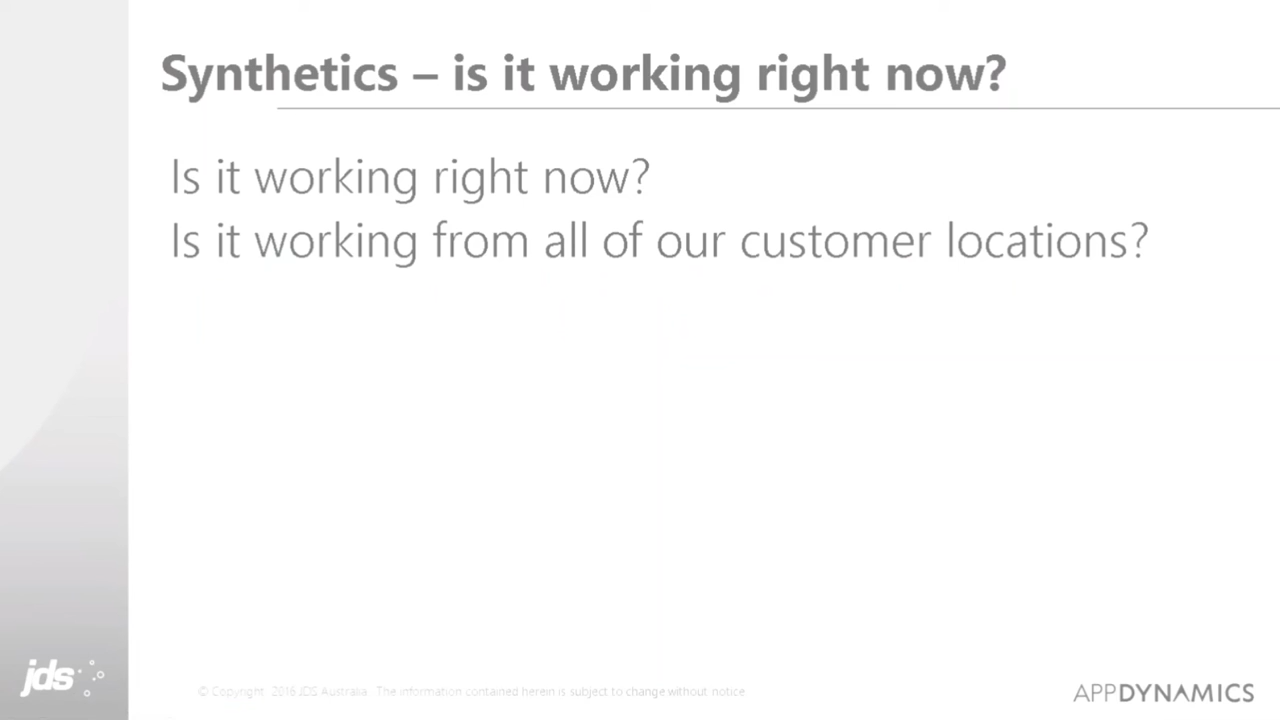 Synthetics – is it working right now?
Is it working right now?
Is it working from all of our customer locations?
jds
© Copyright 2016 JDS Australia. The information contained herein is subject to change without notice
APPDYNAMICS